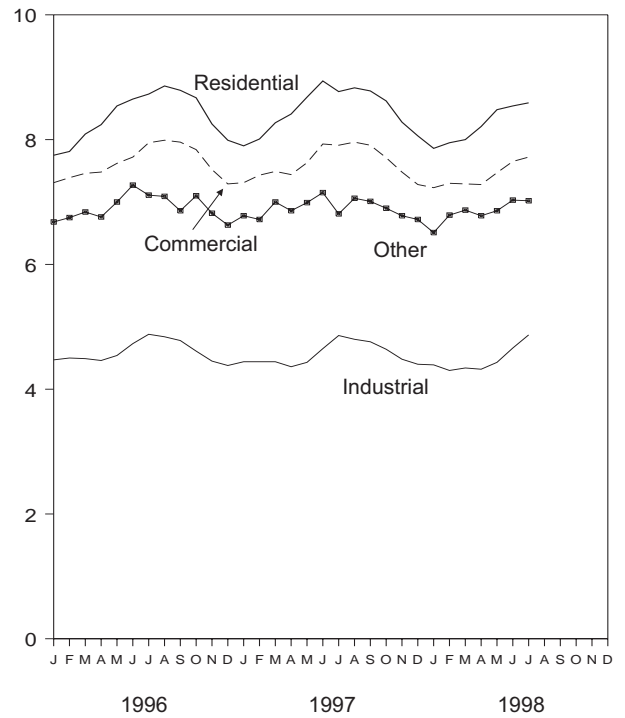 10
Residential
8
Commercial
Other
6
4
Industrial
2
0
J F M A M J J A S O N D J F M A M J J A S O N D J F M A M J J A S O N D
1996 1997 1998